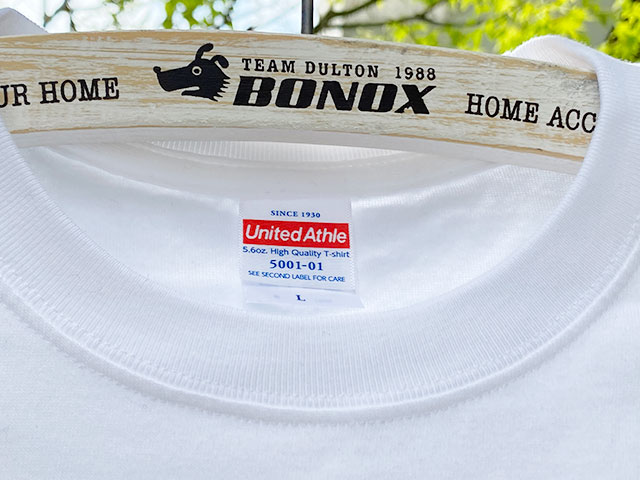 UR HOME
TEAM DULTON 1988
BONOX
HOME ACC
SINCE 1930
United Athle
5.6oz. High Quality T-shirt
5001-01
SEE SECOND LABEL FOR CARE
L